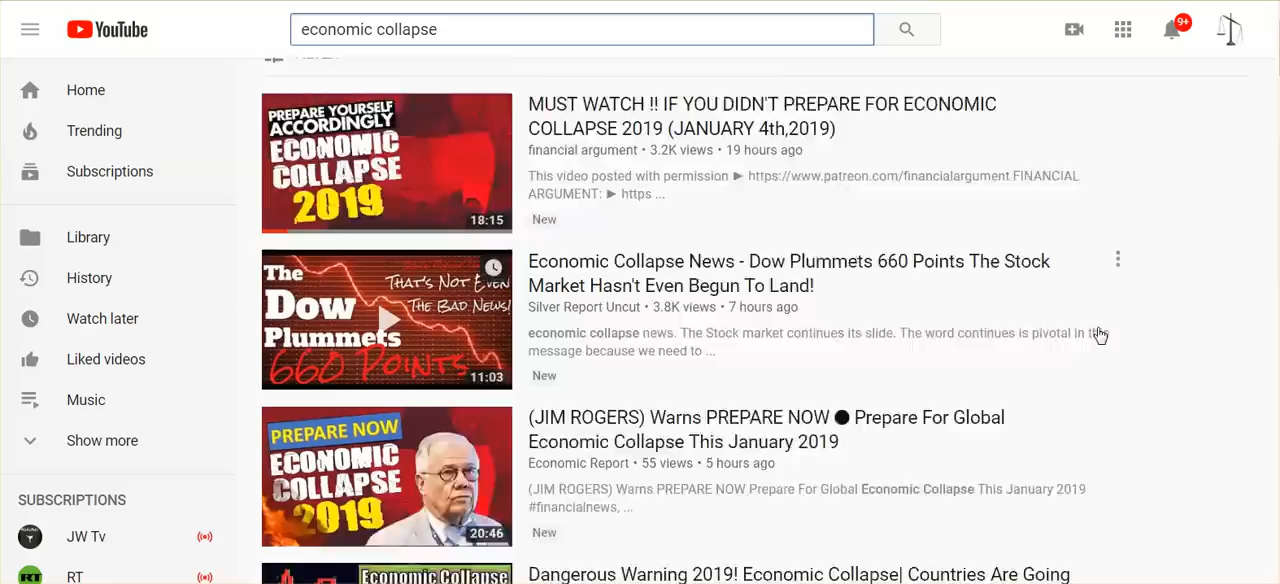 YouTube
economic collapse
9+
Home
Trending
Subscriptions
Library
History
Watch later
Liked videos
Music
Show more
SUBSCRIPTIONS
JW Tv
RT
RT
PREPARE YOURSELF
ACCORDINGLY
ECONOMIC
COLLAPSE
2019
18:15
MUST WATCH !! IF YOU DIDN'T PREPARE FOR ECONOMIC
COLLAPSE 2019 (JANUARY 4th,2019)
financial argument • 3.2K views • 19 hours ago
This video posted with permission ► https://www.patreon.com/financialargument FINANCIAL
ARGUMENT: ► https ...
New
The
Dow
Plummets
660 POINTS
THAT'S NOT EVEN
THE BAD NEWS!
11:03
Economic Collapse News - Dow Plummets 660 Points The Stock
Market Hasn't Even Begun To Land!
Silver Report Uncut • 3.8K views • 7 hours ago
economic collapse news. The Stock market continues its slide. The word continues is pivotal in
message because we need to ...
New
PREPARE NOW
ECONOMIC
COLLAPSE
2019
20:46
(JIM ROGERS) Warns PREPARE NOW ● Prepare For Global
Economic Collapse This January 2019
Economic Report • 55 views • 5 hours ago
(JIM ROGERS) Warns PREPARE NOW Prepare For Global Economic Collapse This January 2019
#financialnews, ...
New
Economic Collapse
Dangerous Warning 2019! Economic Collapse| Countries Are Going